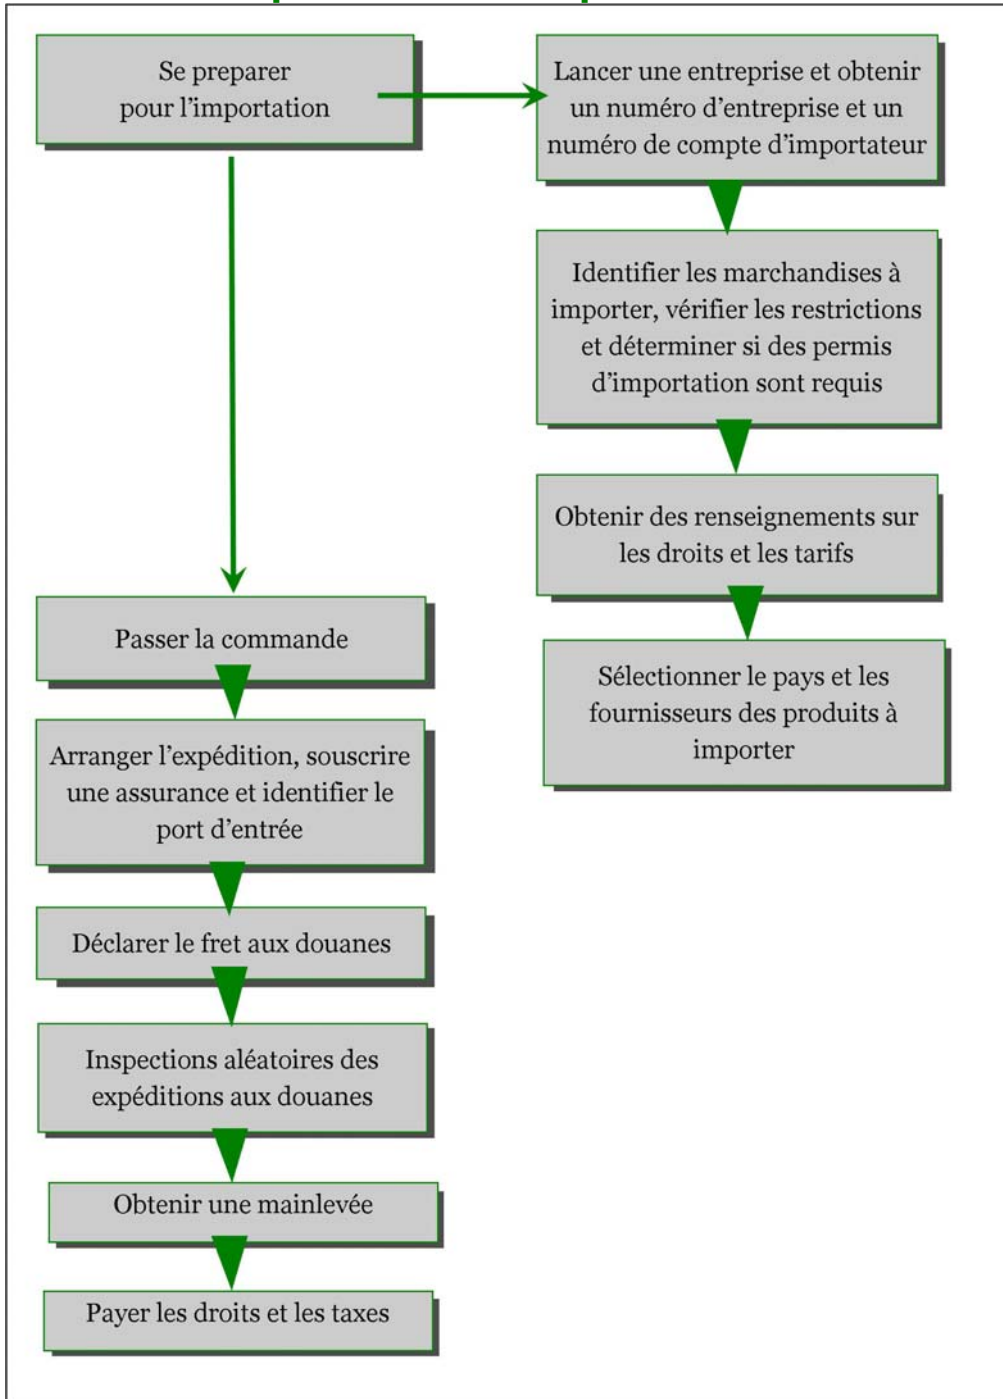 Se preparer
pour l’importation
Lancer une entreprise et obtenir
un numéro d’entreprise et un
numéro de compte d’importateur
Identifier les marchandises à
importer, vérifier les restrictions
et déterminer si des permis
d’importation sont requis
Obtenir des renseignements sur
les droits et les tarifs
Sélectionner le pays et les
fournisseurs des produits à
importer
Passer la commande
Arranger l’expédition, souscrire
une assurance et identifier le
port d’entrée
Déclarer le fret aux douanes
Inspections aléatoires des
expéditions aux douanes
Obtenir une mainlevée
Payer les droits et les taxes